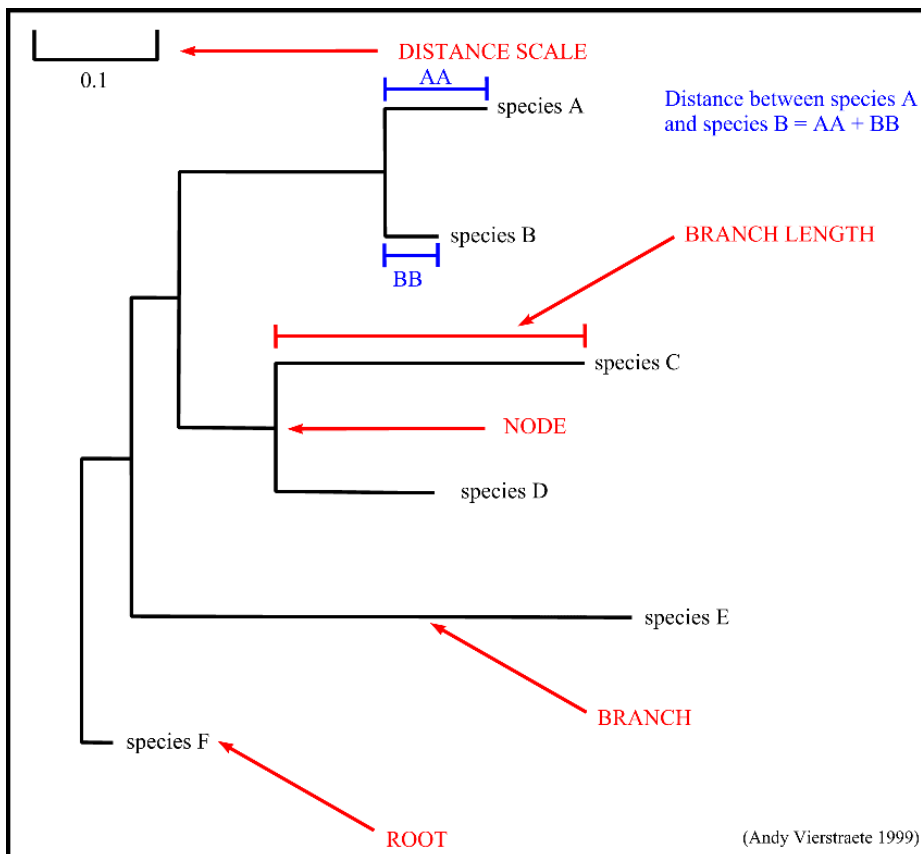 DISTANCE SCALE
0.1
AA
species A
Distance between species A
and species B = AA + BB
species B
BB
BRANCH LENGTH
species C
NODE
species D
species E
BRANCH
species F
ROOT
(Andy Vierstraete 1999)